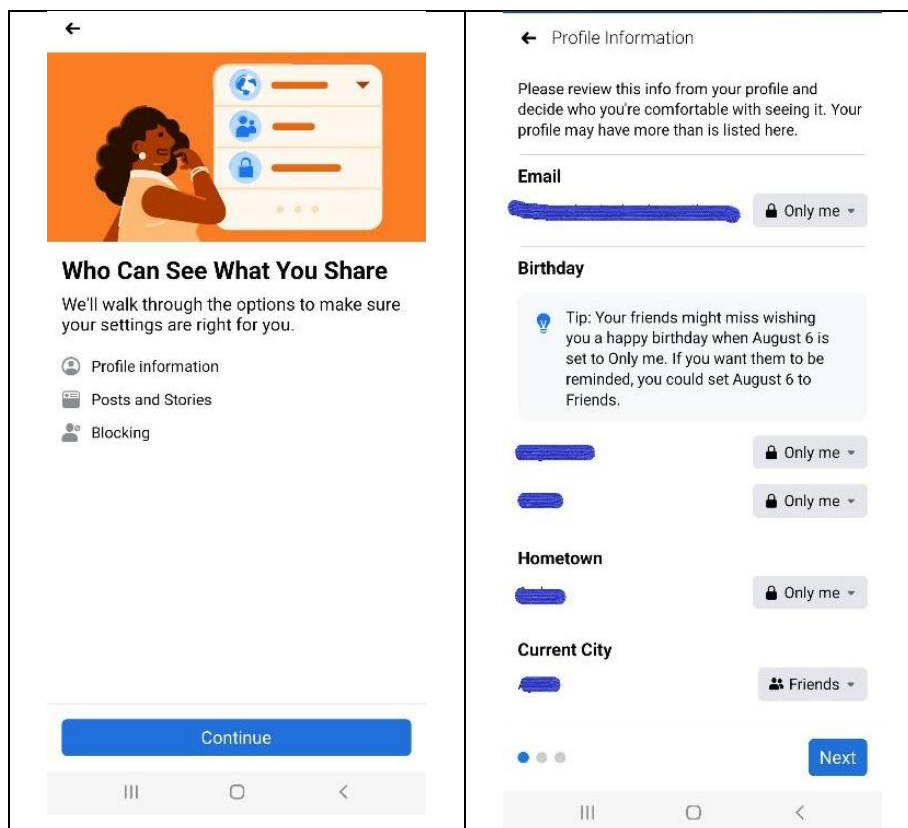 Who Can See What You Share
We'll walk through the options to make sure
your settings are right for you.
Profile information
Posts and Stories
Blocking
Continue
Profile Information
Please review this info from your profile and
decide who you're comfortable with seeing it. Your
profile may have more than is listed here.
Email
Only me
Birthday
Tip: Your friends might miss wishing
you a happy birthday when August 6 is
set to Only me. If you want them to be
reminded, you could set August 6 to
Friends.
Only me
Only me
Hometown
Only me
Current City
Friends
Next